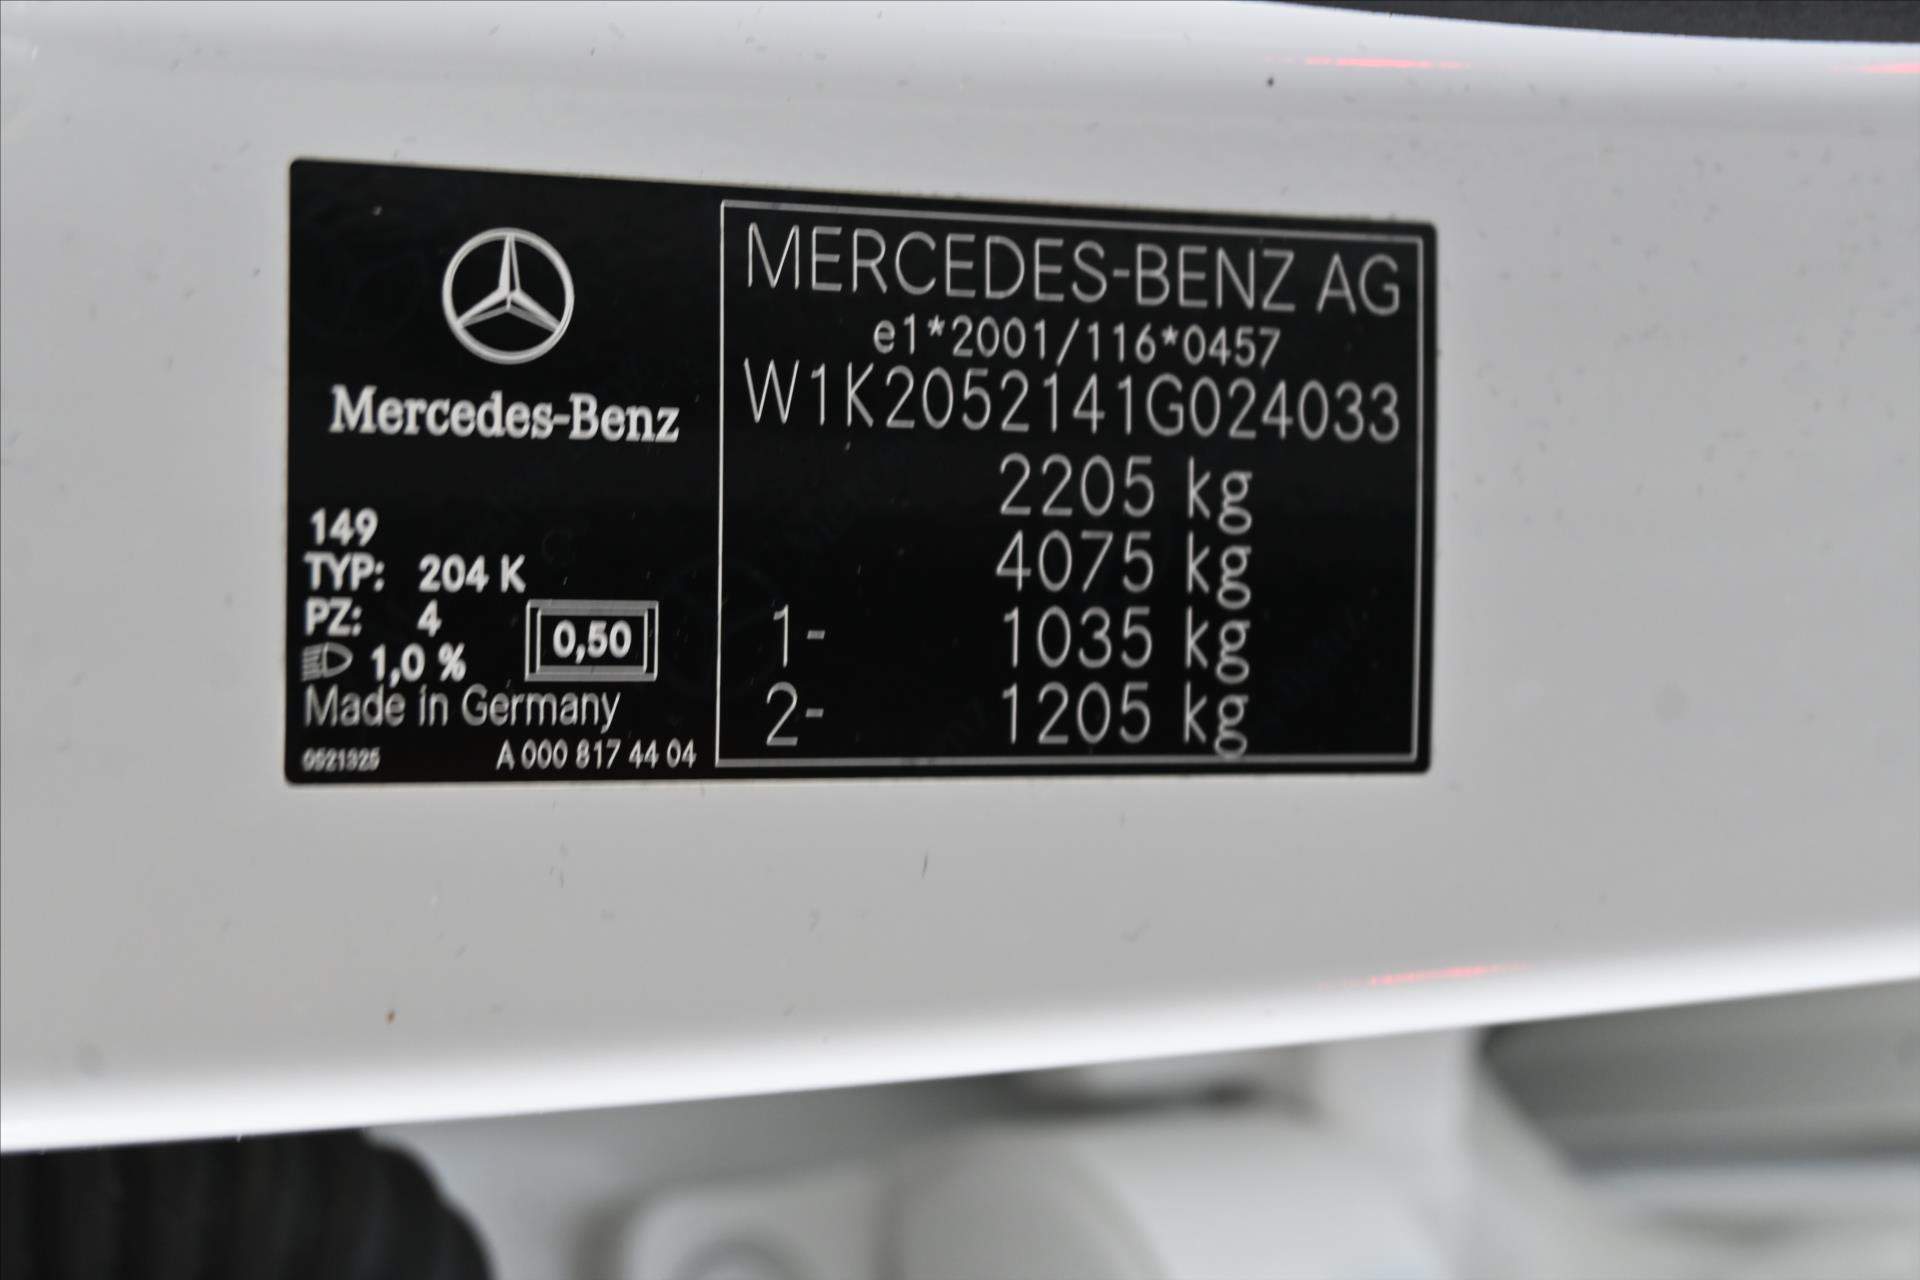 Mercedes-Benz
149
TYP: 204 K
PZ: 4
1,0 %
0,50
Made in Germany
0521325
A 000 817 44 04
MERCEDES-BENZ AG
e1*2001/116*0457
W1K2052141G024033
2205 kg
4075 kg
1- 1035 kg
2- 1205 kg